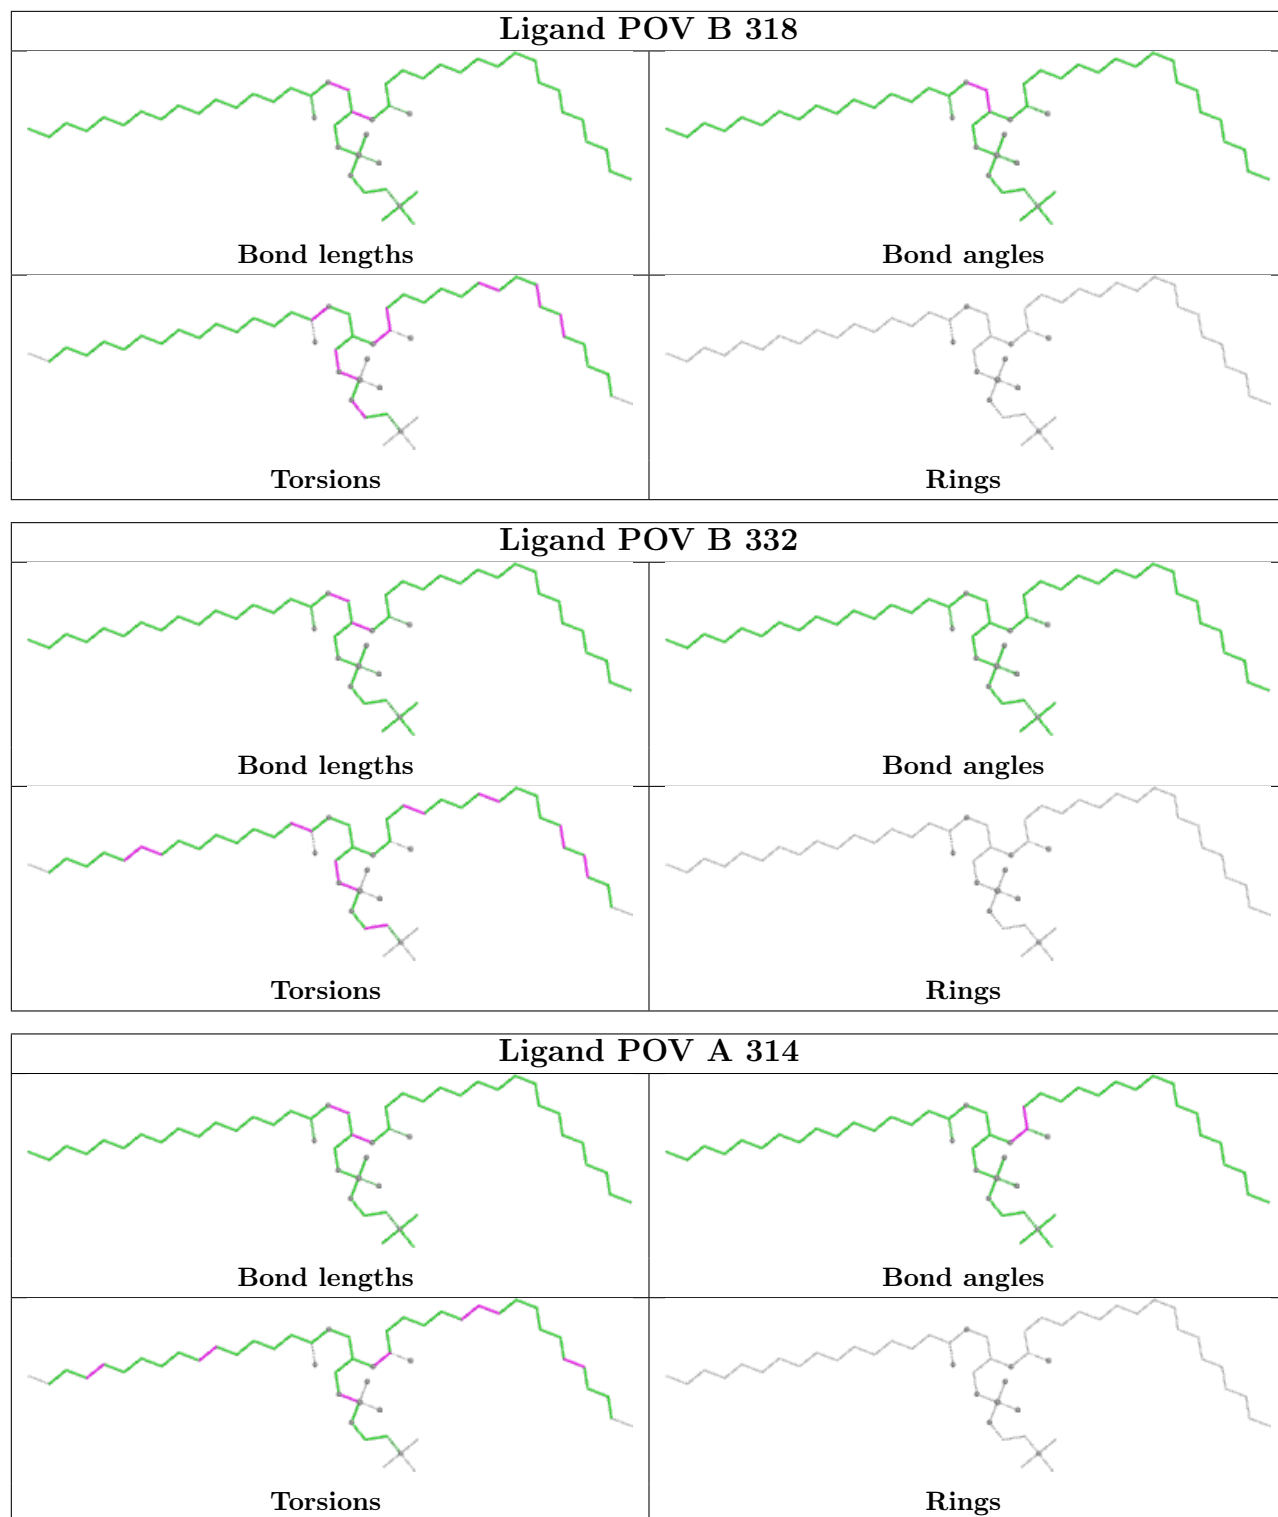 Ligand POV B 318
Bond lengths
Bond angles
Torsions
Rings
Ligand POV B 332
Bond lengths
Bond angles
Torsions
Rings
Ligand POV A 314
Bond lengths
Bond angles
Torsions
Rings